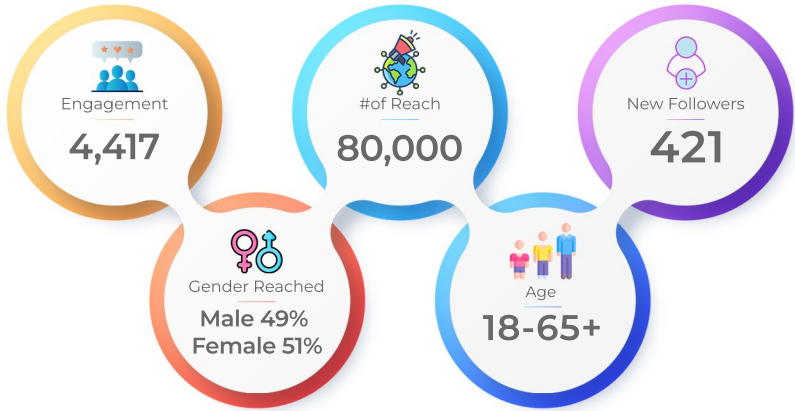 Engagement
4,417
#of Reach
80,000
New Followers
421
Gender Reached
Male 49%
Female 51%
Age
18-65+